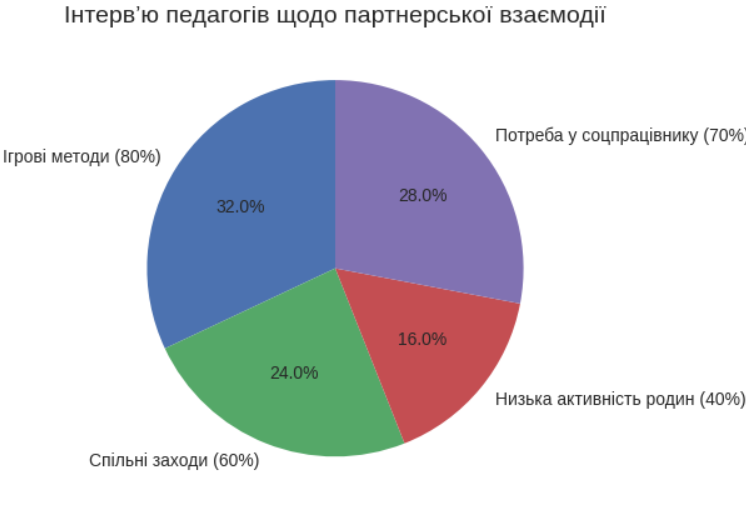 Інтерв’ю педагогів щодо партнерської взаємодії
Потреба у соцпрацівнику (70%)
Ігрові методи (80%)
28.0%
32.0%
16.0%
24.0%
Низька активність родин (40%)
Спільні заходи (60%)